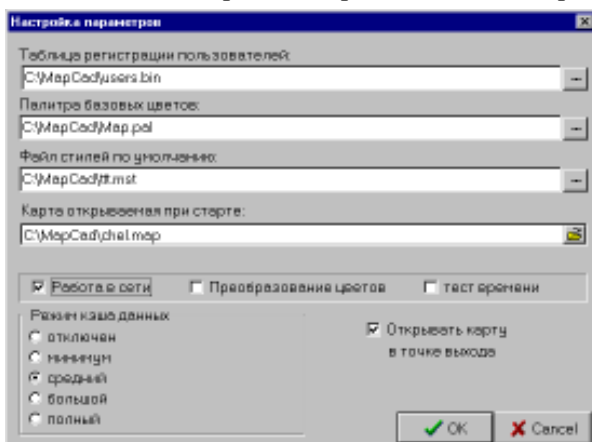 Настройка параметров
Таблица регистрации пользователей:
C:\MapCad\users.bin
...
Палитра базовых цветов:
C:\MapCad\Map.pal
...
Файл стилей по умолчанию:
C:\MapCad\tt.mst
...
Карта открываемая при старте:
C:\MapCad\chel.map
Работа в сети Преобразование цветов тест времени
Режим кэша данных
отключен
минимум
средний
большой
полный
Открывать карту
в точке выхода
OK Cancel